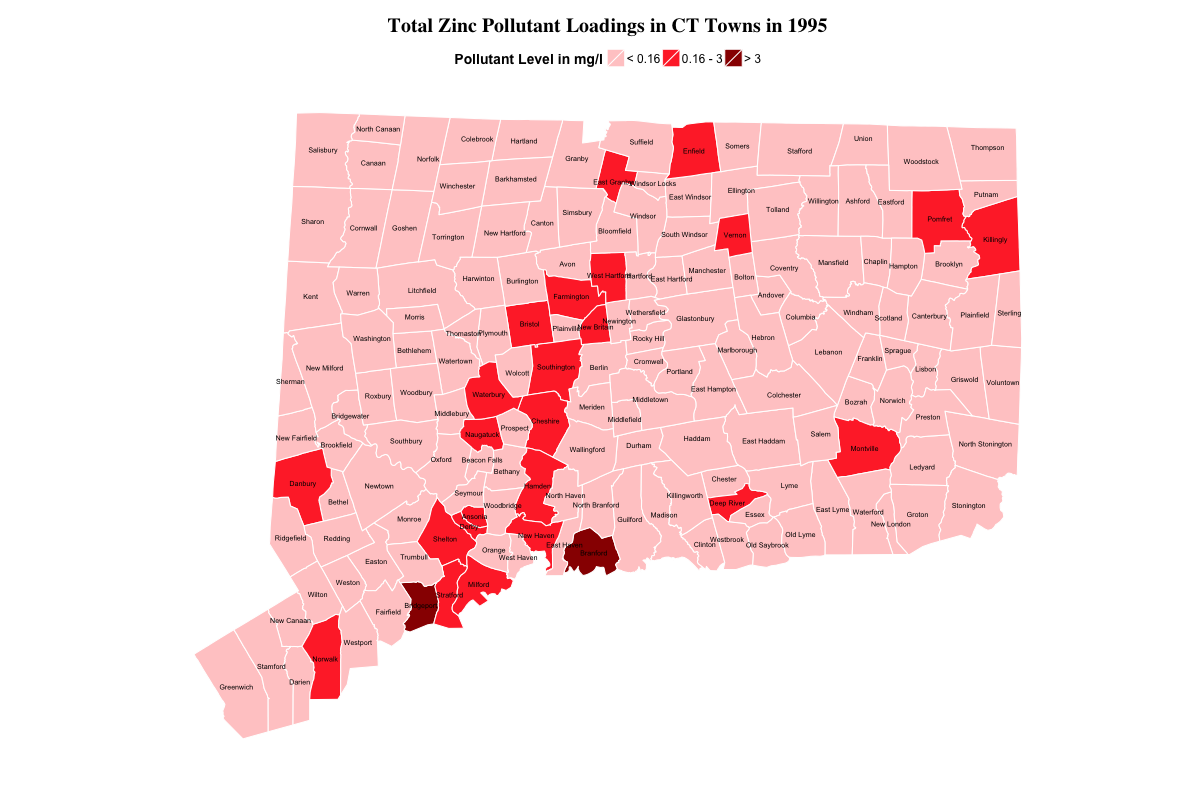 Total Zinc Pollutant Loadings in CT Towns in 1995
Pollutant Level in mg/l < 0.16 0.16 - 3 > 3
North Canaan
Colebrook
Hartland
Salisbury
Canaan
Norfolk
Granby
Suffield
Enfield
Somers
Stafford
Union
Woodstock
Thompson
Winchester
Barkhamsted
East Granby
Windsor Locks
East Windsor
Ellington
Tolland
Willington
Ashford
Eastford
Pomfret
Putnam
Killingly
Sharon
Cornwall
Goshen
Torrington
New Hartford
Canton
Simsbury
Bloomfield
Windsor
South Windsor
Vernon
Kent
Warren
Litchfield
Harwinton
Burlington
Avon
West Hartford
Hartford
East Hartford
Manchester
Bolton
Coventry
Mansfield
Chaplin
Hampton
Brooklyn
Andover
Farmington
Morris
Washington
Bethlehem
Thomaston
Plymouth
Bristol
Plainville
New Britain
Newington
Wethersfield
Rocky Hill
Glastonbury
Hebron
Columbia
Windham
Scotland
Canterbury
Plainfield
Sterling
New Milford
Sherman
Watertown
Wolcott
Southington
Berlin
Cromwell
Portland
Marlborough
Lebanon
Franklin
Sprague
Lisbon
Griswold
Voluntown
Roxbury
Woodbury
Bridgewater
Middlebury
Waterbury
Cheshire
Prospect
Naugatuck
Meriden
Middletown
Middlefield
East Hampton
Colchester
Bozrah
Norwich
Preston
New Fairfield
Brookfield
Southbury
Oxford
Beacon Falls
Bethany
Wallingford
Durham
Haddam
East Haddam
Salem
Montville
Ledyard
North Stonington
Danbury
Bethel
Newtown
Seymour
Woodbridge
Hamden
North Haven
North Branford
Guilford
Madison
Killingworth
Chester
Deep River
Essex
Lyme
East Lyme
Waterford
New London
Groton
Stonington
Ridgefield
Redding
Monroe
Ansonia
Derby
Shelton
Orange
West Haven
New Haven
East Haven
Branford
Clinton
Westbrook
Old Saybrook
Old Lyme
Trumbull
Easton
Weston
Wilton
New Canaan
Fairfield
Bridgeport
Stratford
Milford
Westport
Norwalk
Darien
Stamford
Greenwich